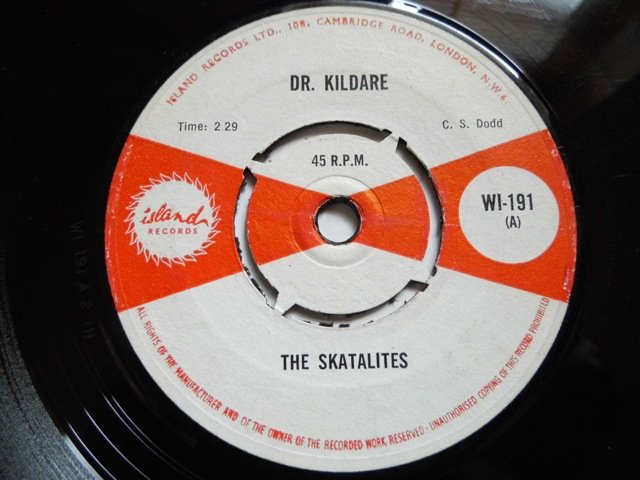 ISLAND RECORDS LTD., 108, CAMBRIDGE ROAD, LONDON, N.W.6
DR. KILDARE
Time: 2.29
C. S. Dodd
45 R.P.M.
island
RECORDS
WI-191
(A)
THE SKATALITES
ALL RIGHTS OF THE MANUFACTURER AND OF THE OWNER OF THE RECORDED WORK RESERVED - UNAUTHORISED COPYING OF THIS RECORD PROHIBITED